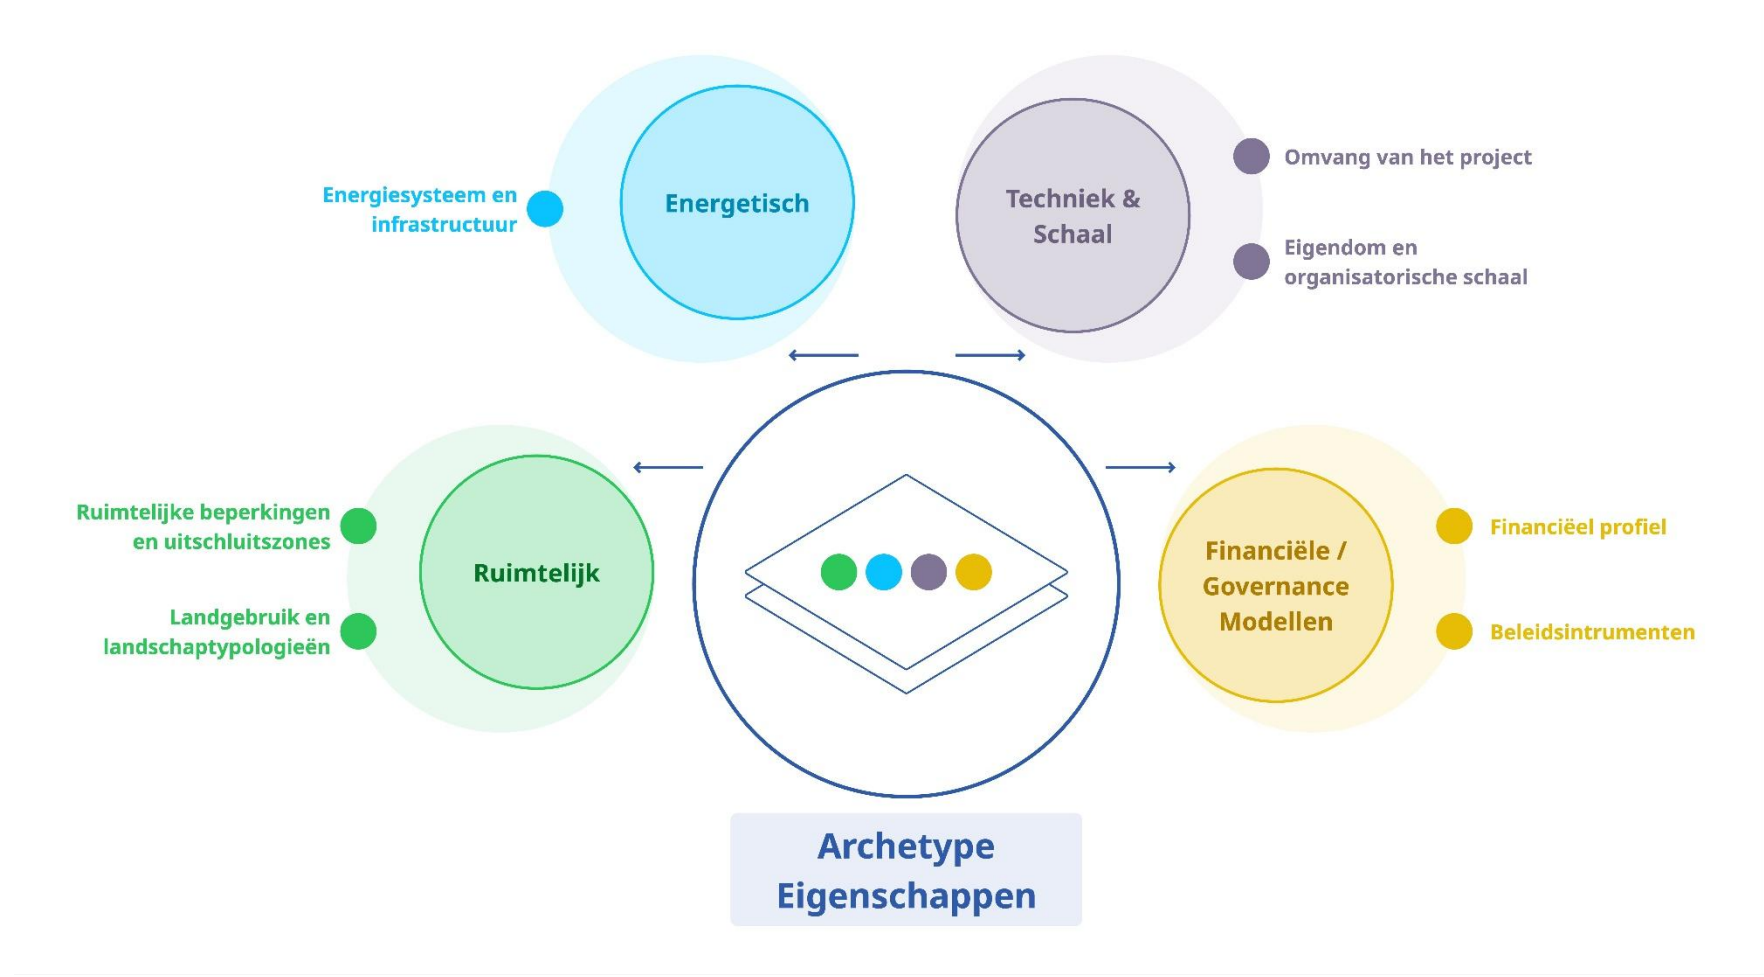 Energiesysteem en
infrastructuur
Energetisch
Techniek &
Schaal
Omvang van het project
Eigendom en
organisatorische schaal
Ruimtelijke beperkingen
en uitschluitszones
Landgebruik en
landschaptypologieën
Ruimtelijk
Financiële /
Governance
Modellen
Financiëel profiel
Beleidsintrumenten
Archetype
Eigenschappen